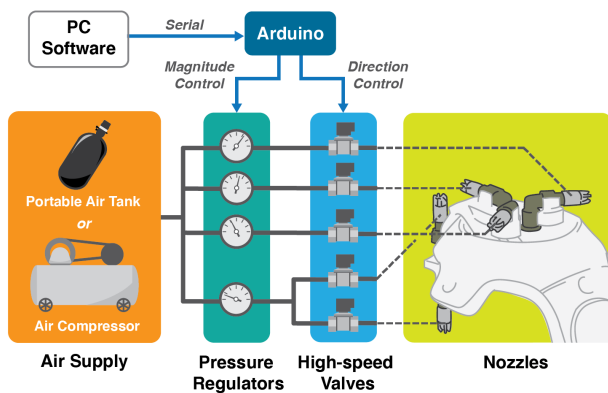 PC
Software
Serial
Arduino
Magnitude
Control
Direction
Control
Portable Air Tank
or
Air Compressor
Air Supply
Pressure
Regulators
High-speed
Valves
Nozzles